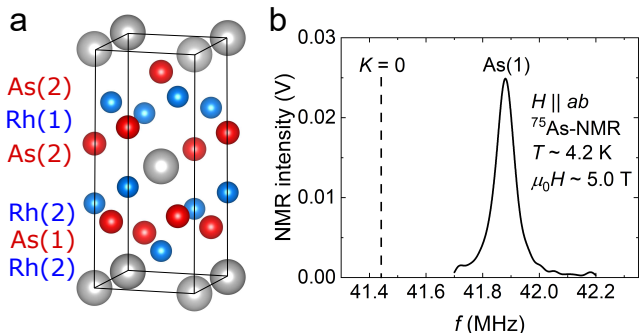 a
As(2)
Rh(1)
As(2)
Rh(2)
As(1)
Rh(2)
b
0.03
0.02
0.01
0.00
NMR intensity (V)
K = 0
As(1)
H || ab
⁷⁵As-NMR
T ~ 4.2 K
μ₀H ~ 5.0 T
41.4 41.6 41.8 42.0 42.2
f (MHz)